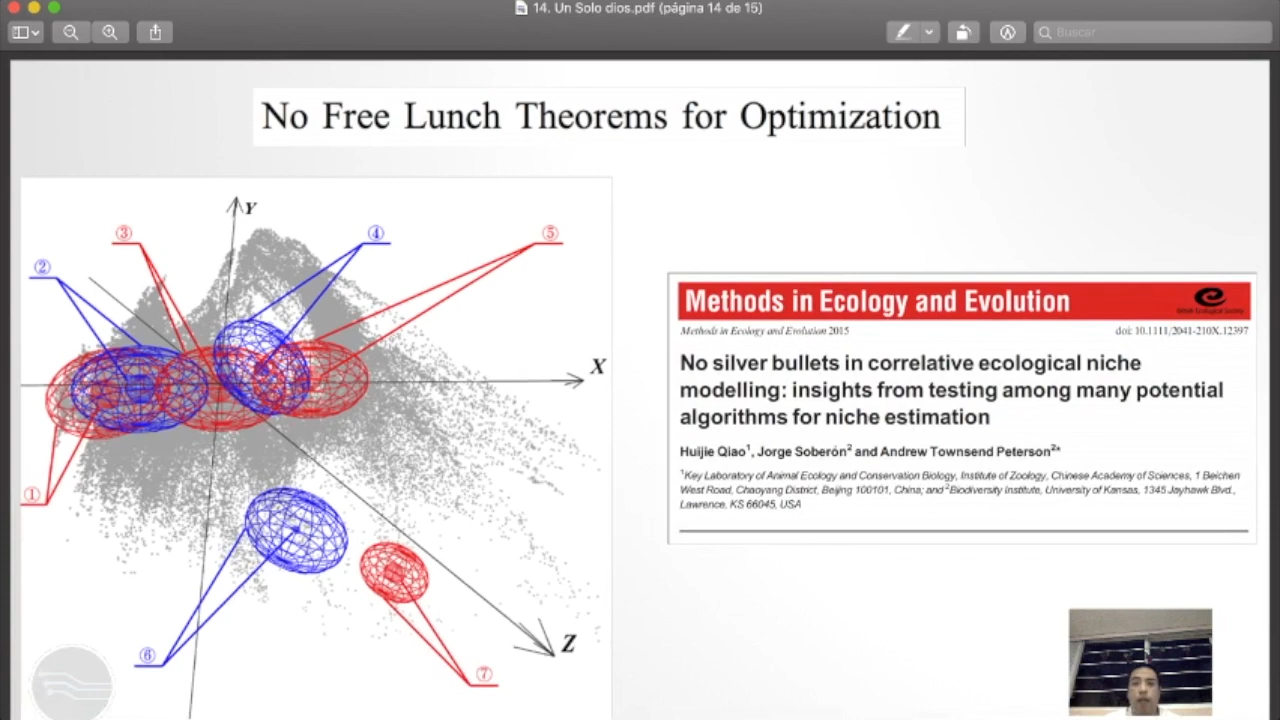 14. Un Solo dios.pdf (página 14 de 15)
Buscar
No Free Lunch Theorems for Optimization
Y
③
④
⑤
②
X
①
Z
⑥
⑦
Methods in Ecology and Evolution
Methods in Ecology and Evolution 2015
doi: 10.1111/2041-210X.12397
No silver bullets in correlative ecological niche
modelling: insights from testing among many potential
algorithms for niche estimation
Huijie Qiao1, Jorge Soberón2 and Andrew Townsend Peterson2*
1Key Laboratory of Animal Ecology and Conservation Biology, Institute of Zoology, Chinese Academy of Sciences, 1 Beichen
West Road, Chaoyang District, Beijing 100101, China; and 2Biodiversity Institute, University of Kansas, 1345 Jayhawk Blvd.,
Lawrence, KS 66045, USA